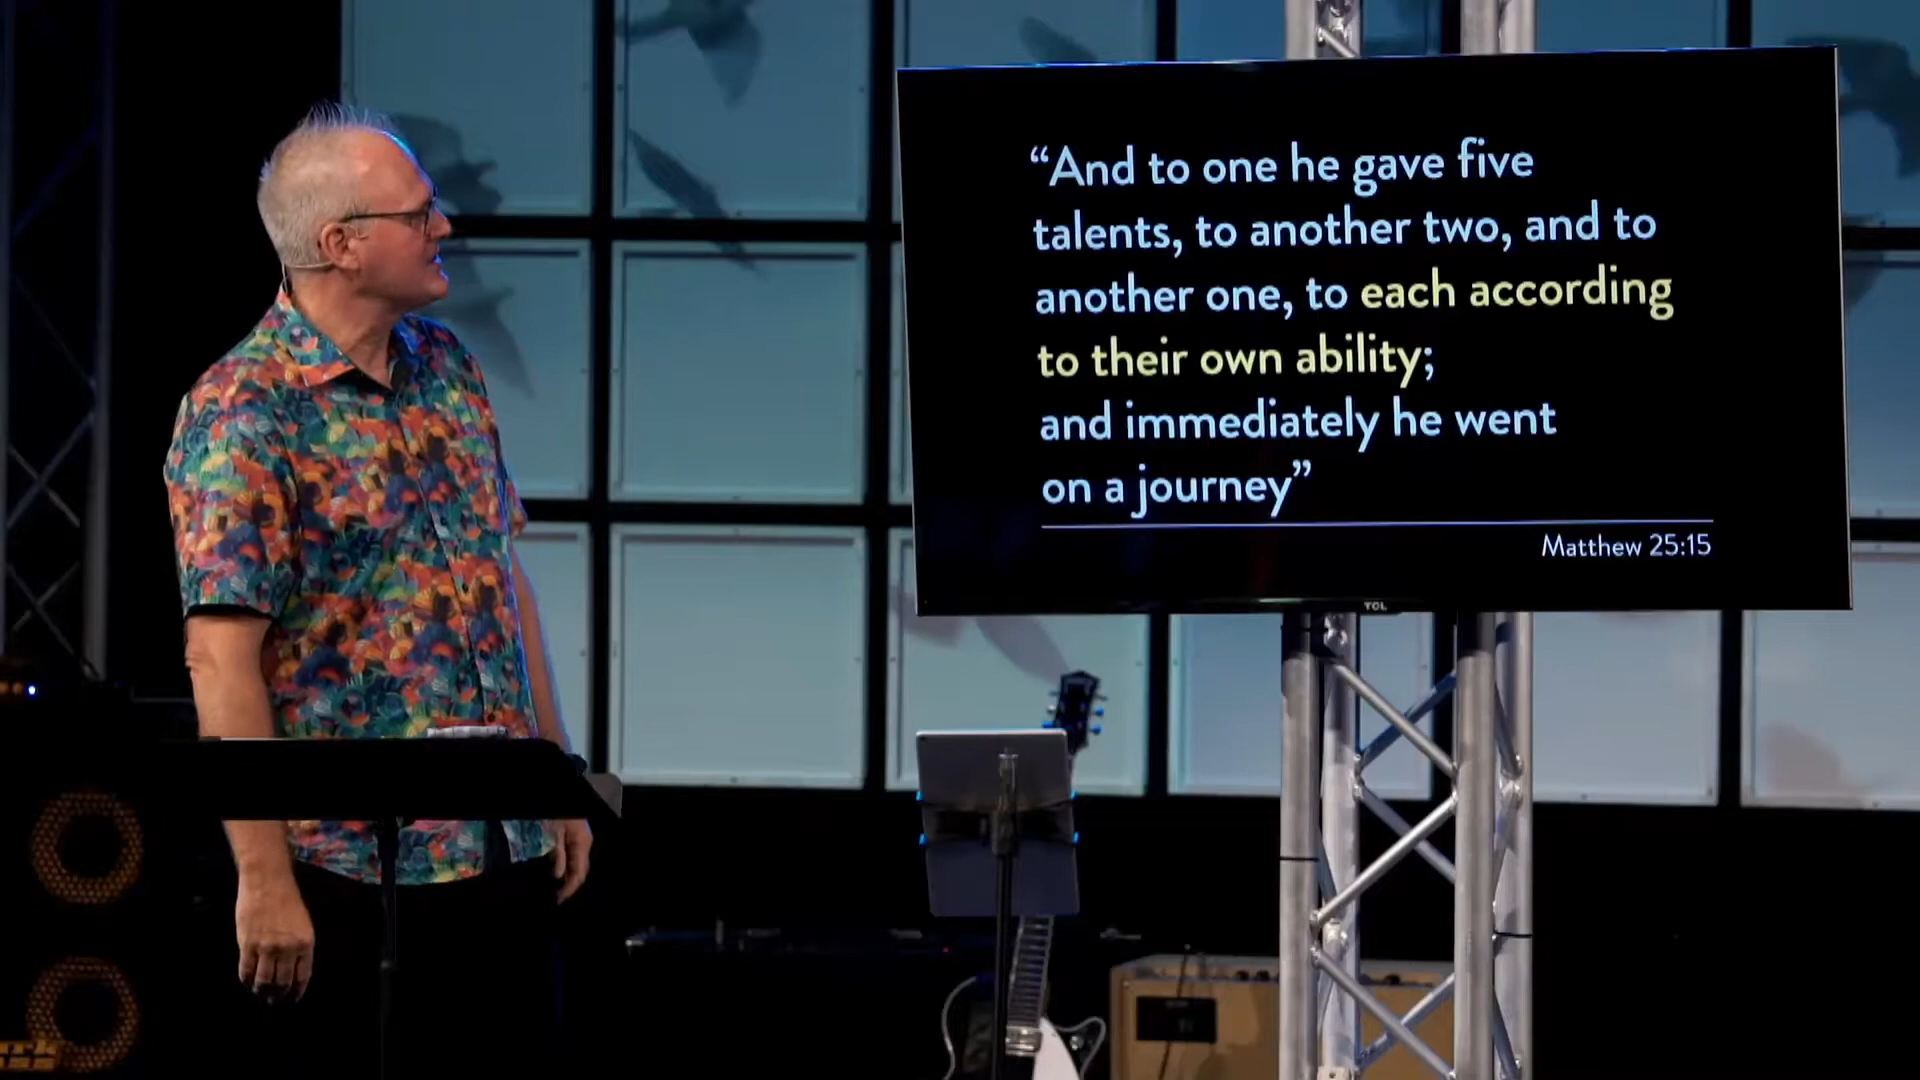 “And to one he gave five
talents, to another two, and to
another one, to each according
to their own ability;
and immediately he went
on a journey”
Matthew 25:15
TCL